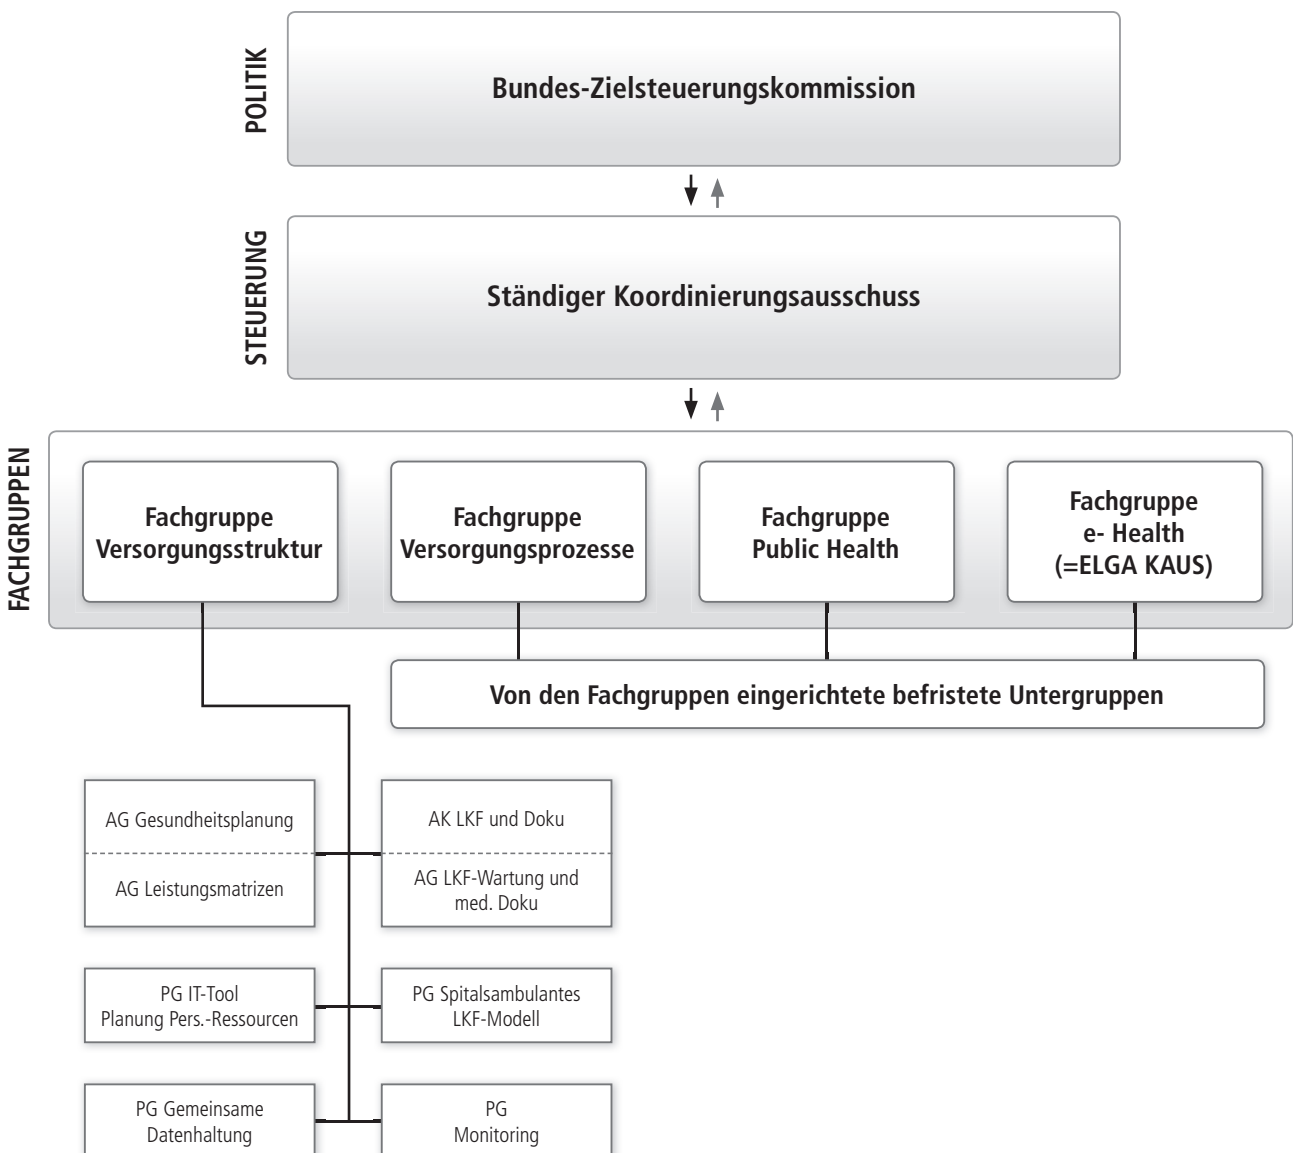 POLITIK
Bundes-Zielsteuerungskommission
STEUERUNG
Ständiger Koordinierungsausschuss
FACHGRUPPEN
Fachgruppe
Versorgungsstruktur
Fachgruppe
Versorgungsprozesse
Fachgruppe
Public Health
Fachgruppe
e- Health
(=ELGA KAUS)
Von den Fachgruppen eingerichtete befristete Untergruppen
AG Gesundheitsplanung
AG Leistungsmatrizen
AK LKF und Doku
AG LKF-Wartung und
med. Doku
PG IT-Tool
Planung Pers.-Ressourcen
PG Spitalsambulantes
LKF-Modell
PG Gemeinsame
Datenhaltung
PG
Monitoring